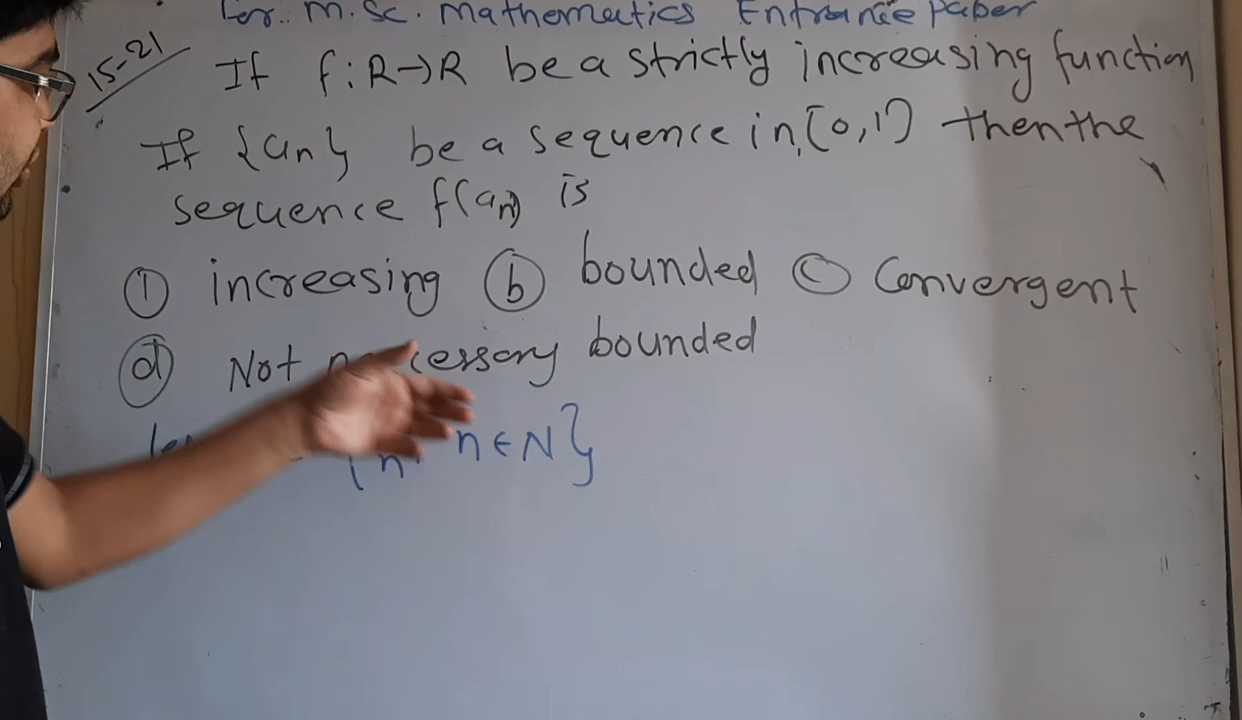 For M.Sc. Mathematics Entrance Paper
15-21
If f:R→R be a strictly increasing function
If {an} be a sequence in [0,1] then the
sequence f(an) is
① increasing ⓑ bounded ⓒ Convergent
ⓓ Not necessary bounded
n n∈N}